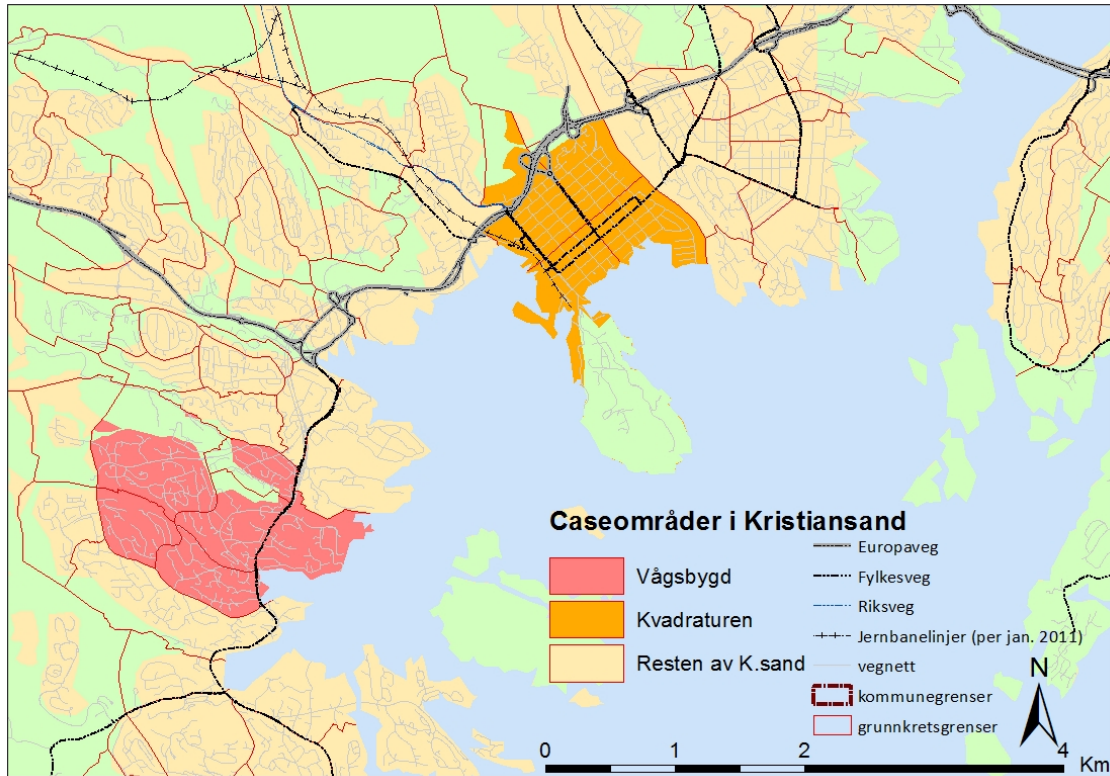 Caseområder i Kristiansand
Vågsbygd
Kvadraturen
Resten av K.sand
Europaveg
Fylkesveg
Riksveg
Jernbanelinjer (per jan. 2011)
vegnett
kommunegrenser
grunnkretsgrenser
N
0 1 2 4
Km